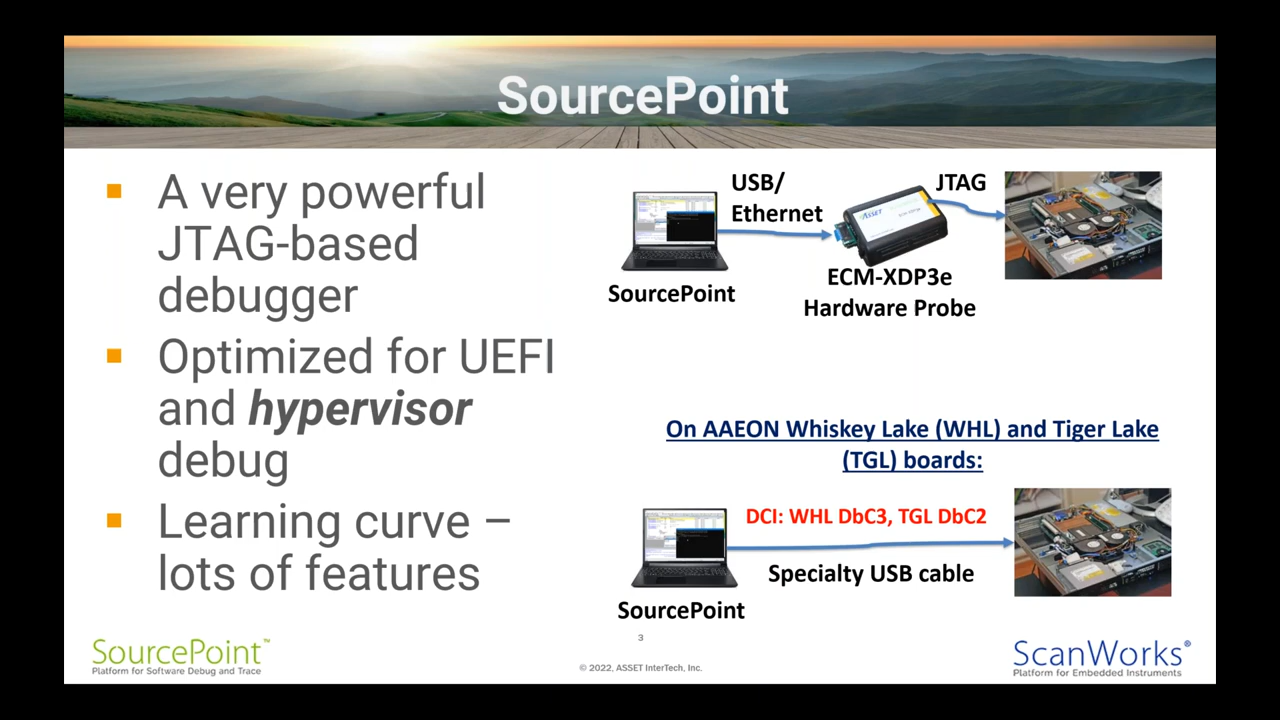 SourcePoint
▪ A very powerful
JTAG-based
debugger
▪ Optimized for UEFI
and hypervisor
debug
▪ Learning curve –
lots of features
USB/
Ethernet
JTAG
ASSET
SourcePoint
ECM-XDP3e
Hardware Probe
On AAEON Whiskey Lake (WHL) and Tiger Lake
(TGL) boards:
DCI: WHL DbC3, TGL DbC2
Specialty USB cable
SourcePoint
3
SourcePoint™
Platform for Software Debug and Trace
© 2022, ASSET InterTech, Inc.
ScanWorks®
Platform for Embedded Instruments